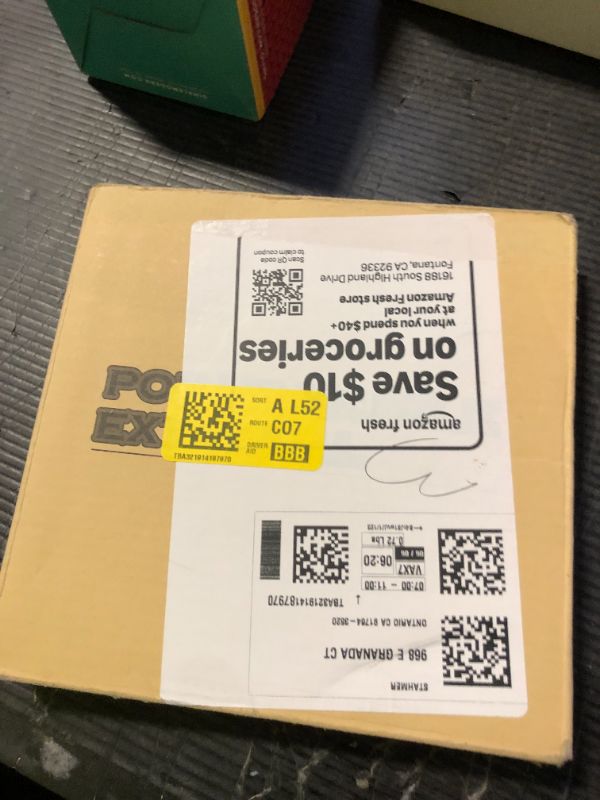 amazon fresh
Save $10
on groceries
when you spend $40+
at your local
Amazon Fresh store
16188 South Highland Drive
Fontana, CA 92336
Scan QR code
to claim coupon
SORT A L52
ROUTE C07
DRIVER AID BBB
TBA321914187970
STAHMER
968 E GRANADA CT
ONTARIO CA 91764-3520
TBA321914187970
07:00 - 11:00
VAX7
06:20
0.72 Lbs